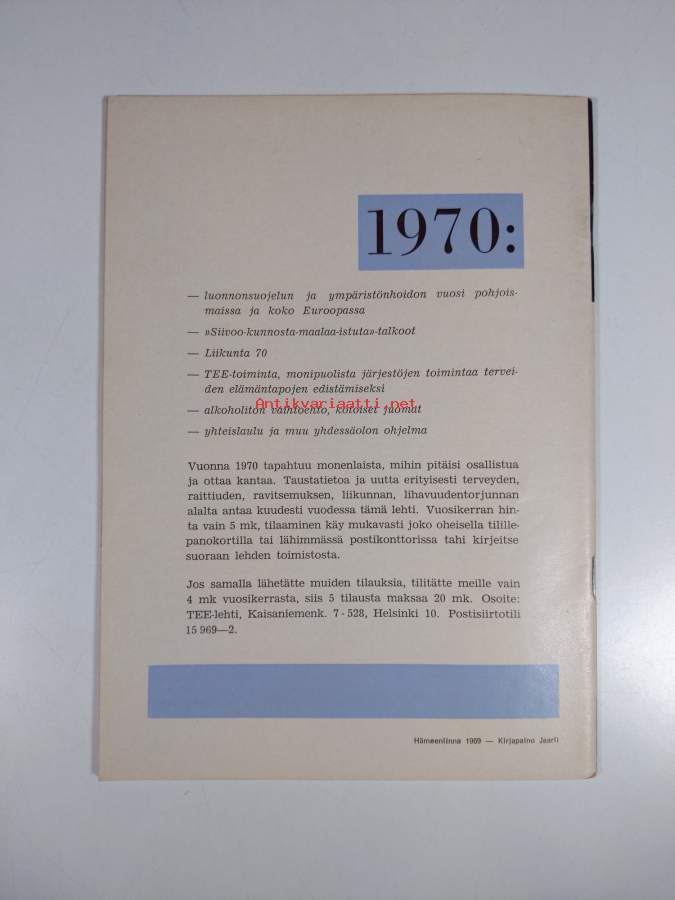 1970:
— luonnonsuojelun ja ympäristönhoidon vuosi pohjois-
maissa ja koko Euroopassa
— »Siivoo-kunnosta-maalaa-istuta»-talkoot
— Liikunta 70
— TEE-toiminta, monipuolista järjestöjen toimintaa tervei-
den elämäntapojen edistämiseksi
Antikvariaatti.net
— alkoholiton vaihtoehto, kotoiset juomat
— yhteislaulu ja muu yhdessäolon ohjelma
Vuonna 1970 tapahtuu monenlaista, mihin pitäisi osallistua
ja ottaa kantaa. Taustatietoa ja uutta erityisesti terveyden,
raittiuden, ravitsemuksen, liikunnan, lihavuudentorjunnan
alalta antaa kuudesti vuodessa tämä lehti. Vuosikerran hin-
ta vain 5 mk, tilaaminen käy mukavasti joko oheisella tilille-
panokortilla tai lähimmässä postikonttorissa tahi kirjeitse
suoraan lehden toimistosta.
Jos samalla lähetätte muiden tilauksia, tilitätte meille vain
4 mk vuosikerrasta, siis 5 tilausta maksaa 20 mk. Osoite:
TEE-lehti, Kaisaniemenk. 7-528, Helsinki 10. Postisiirtotili
15 969—2.
Hämeenlinna 1969 — Kirjapaino Jaarli